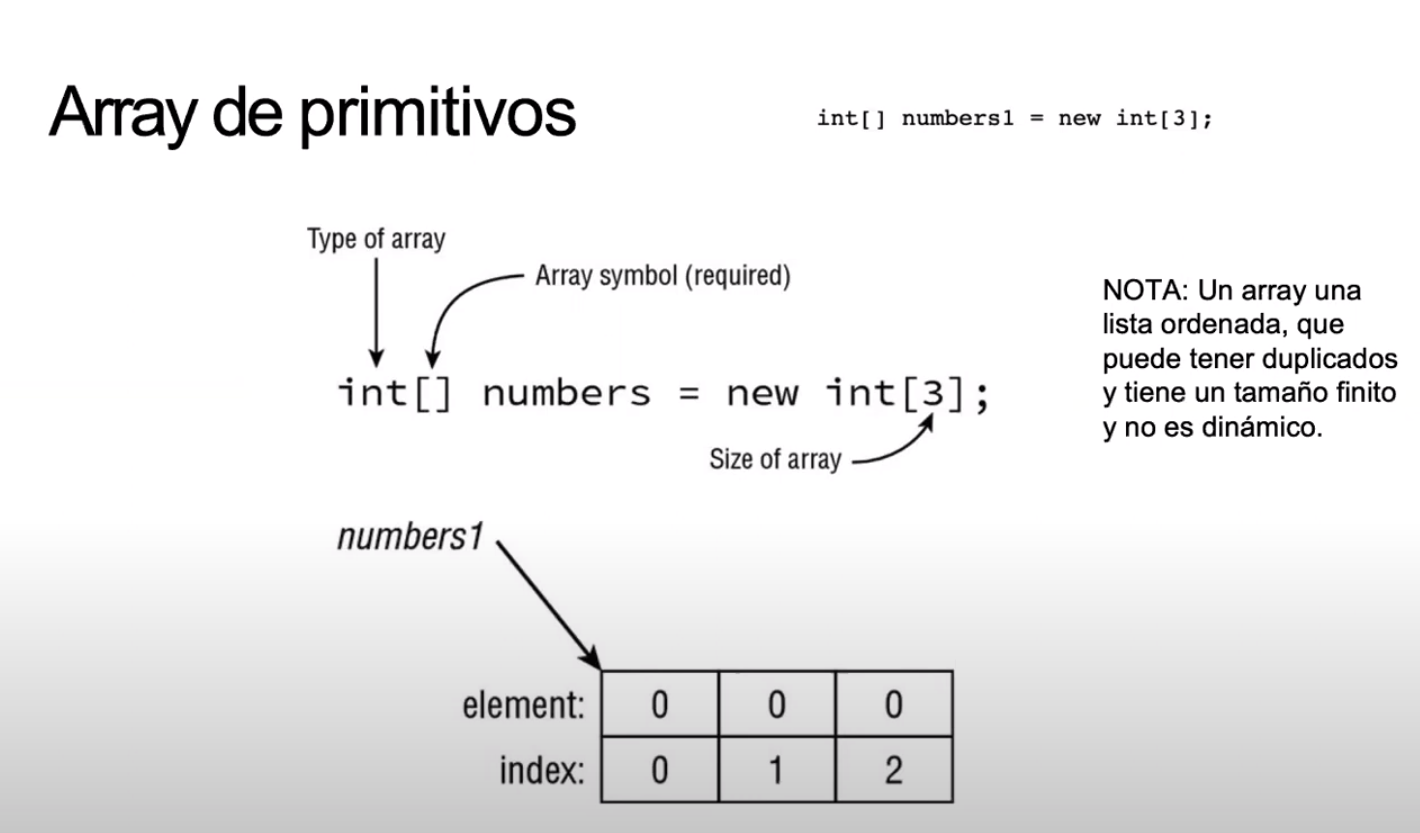 Array de primitivos
int[] numbers1 = new int[3];
Type of array
Array symbol (required)
int[] numbers = new int[3];
Size of array
NOTA: Un array una
lista ordenada, que
puede tener duplicados
y tiene un tamaño finito
y no es dinámico.
numbers1
element: 0 0 0
index: 0 1 2